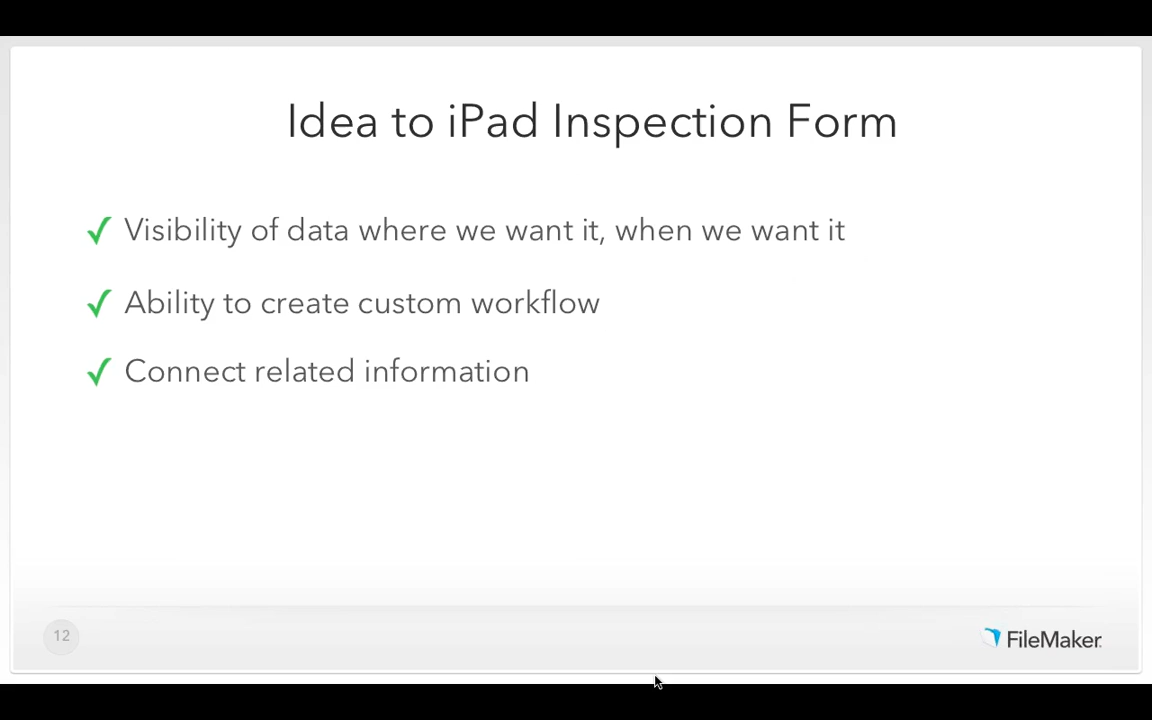 Idea to iPad Inspection Form
✓ Visibility of data where we want it, when we want it
✓ Ability to create custom workflow
✓ Connect related information
12
FileMaker